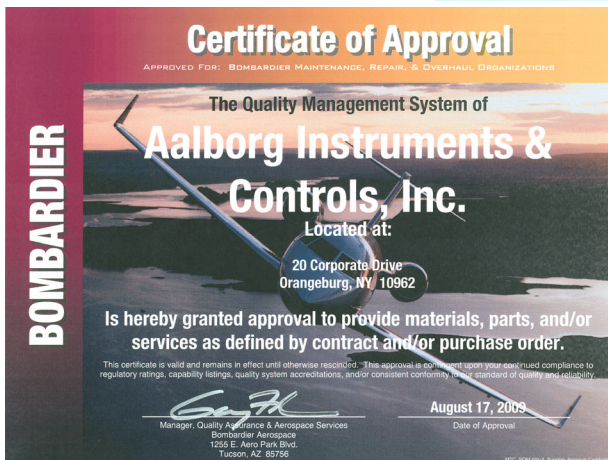 Certificate of Approval
APPROVED FOR: BOMBARDIER MAINTENANCE, REPAIR, & OVERHAUL ORGANIZATIONS
BOMBARDIER
The Quality Management System of
Aalborg Instruments &
Controls, Inc.
Located at:
20 Corporate Drive
Orangeburg, NY 10962
Is hereby granted approval to provide materials, parts, and/or
services as defined by contract and/or purchase order.
This certificate is valid and remains in effect until otherwise rescinded. This approval is contingent upon your continued compliance to
regulatory ratings, capability listings, quality system accreditations, and/or consistent conformity to our standard of quality and reliability.
August 17, 2009
Manager, Quality Assurance & Aerospace Services
Date of Approval
Bombardier Aerospace
1255 E. Aero Park Blvd.
Tucson, AZ 85756